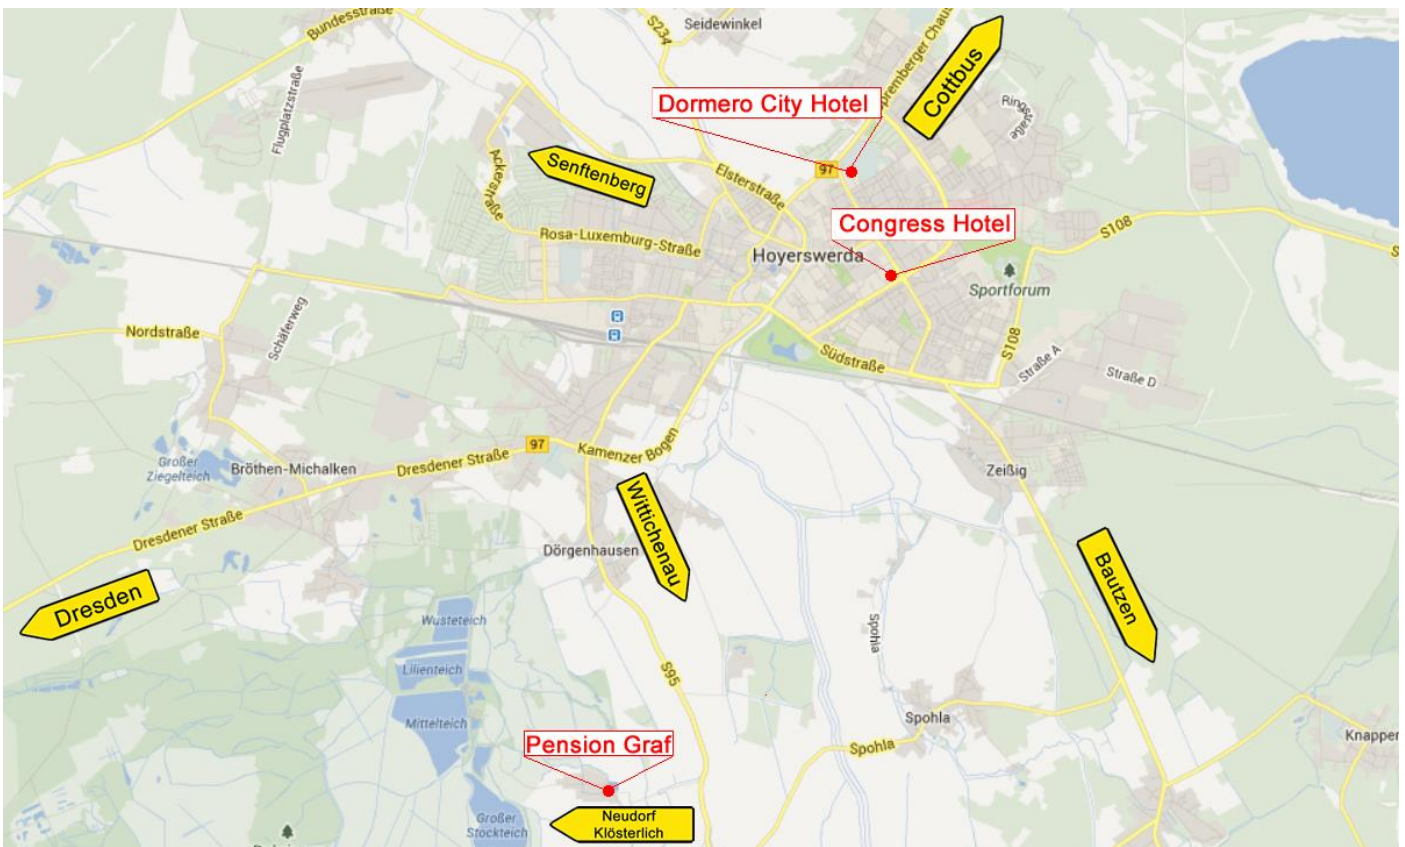 Bundesstraße
S234
Seidewinkel
Spremberger Chaus
Cottbus
Flugplatzstraße
Dormero City Hotel
Ringstraße
Ackerstraße
Senftenberg
97
Elsterstraße
Congress Hotel
S108
Rosa-Luxemburg-Straße
Hoyerswerda
S
Sportforum
Nordstraße
Schäferweg
S108
Südstraße
Straße A
Straße D
97
Kamenzer Bogen
Großer
Ziegelteich
Bröthen-Michalken
Dresdener Straße
Zeißig
Wittichenau
Dresdener Straße
Dörgenhausen
Bautzen
Dresden
Wusteteich
Spohla
Lilienteich
S95
Mittelteich
Spohla
Pension Graf
Spohla
Knapper
Großer
Stockteich
Neudorf
Klösterlich